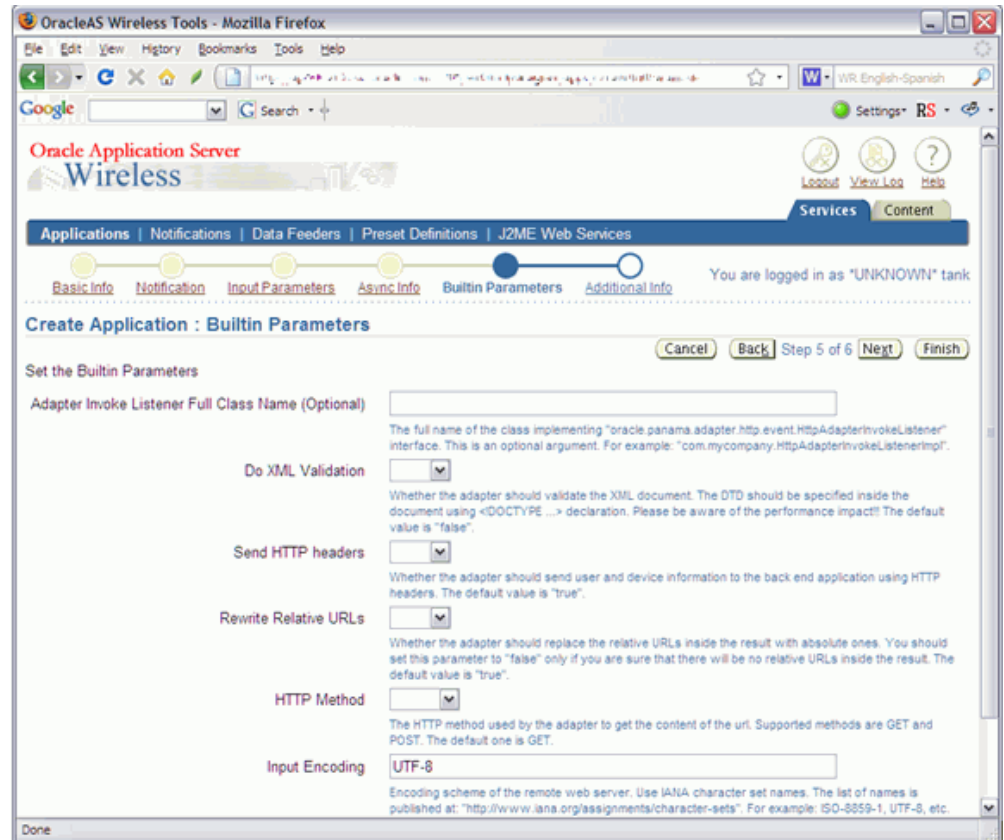 OracleAS Wireless Tools - Mozilla Firefox
File Edit View History Bookmarks Tools Help
WR English-Spanish
Google Search Settings RS
Oracle Application Server
Wireless
Logout View Log Help
Services Content
Applications | Notifications | Data Feeders | Preset Definitions | J2ME Web Services
Basic Info Notification Input Parameters Async Info Builtin Parameters Additional Info
You are logged in as "UNKNOWN" tank
Create Application : Builtin Parameters
Cancel Back Step 5 of 6 Next Finish
Set the Builtin Parameters
Adapter Invoke Listener Full Class Name (Optional)
The full name of the class implementing "oracle.panama.adapter.http.event.HttpAdapterInvokeListener"
interface. This is an optional argument. For example: "com.mycompany.HttpAdapterInvokeListenerImpl".
Do XML Validation
Whether the adapter should validate the XML document. The DTD should be specified inside the
document using <!DOCTYPE ...> declaration. Please be aware of the performance impact!! The default
value is "false".
Send HTTP headers
Whether the adapter should send user and device information to the back end application using HTTP
headers. The default value is "true".
Rewrite Relative URLs
Whether the adapter should replace the relative URLs inside the result with absolute ones. You should
set this parameter to "false" only if you are sure that there will be no relative URLs inside the result. The
default value is "true".
HTTP Method
The HTTP method used by the adapter to get the content of the url. Supported methods are GET and
POST. The default one is GET.
Input Encoding UTF-8
Encoding scheme of the remote web server. Use IANA character set names. The list of names is
published at: "http://www.iana.org/assignments/character-sets". For example: ISO-8859-1, UTF-8, etc.
Done